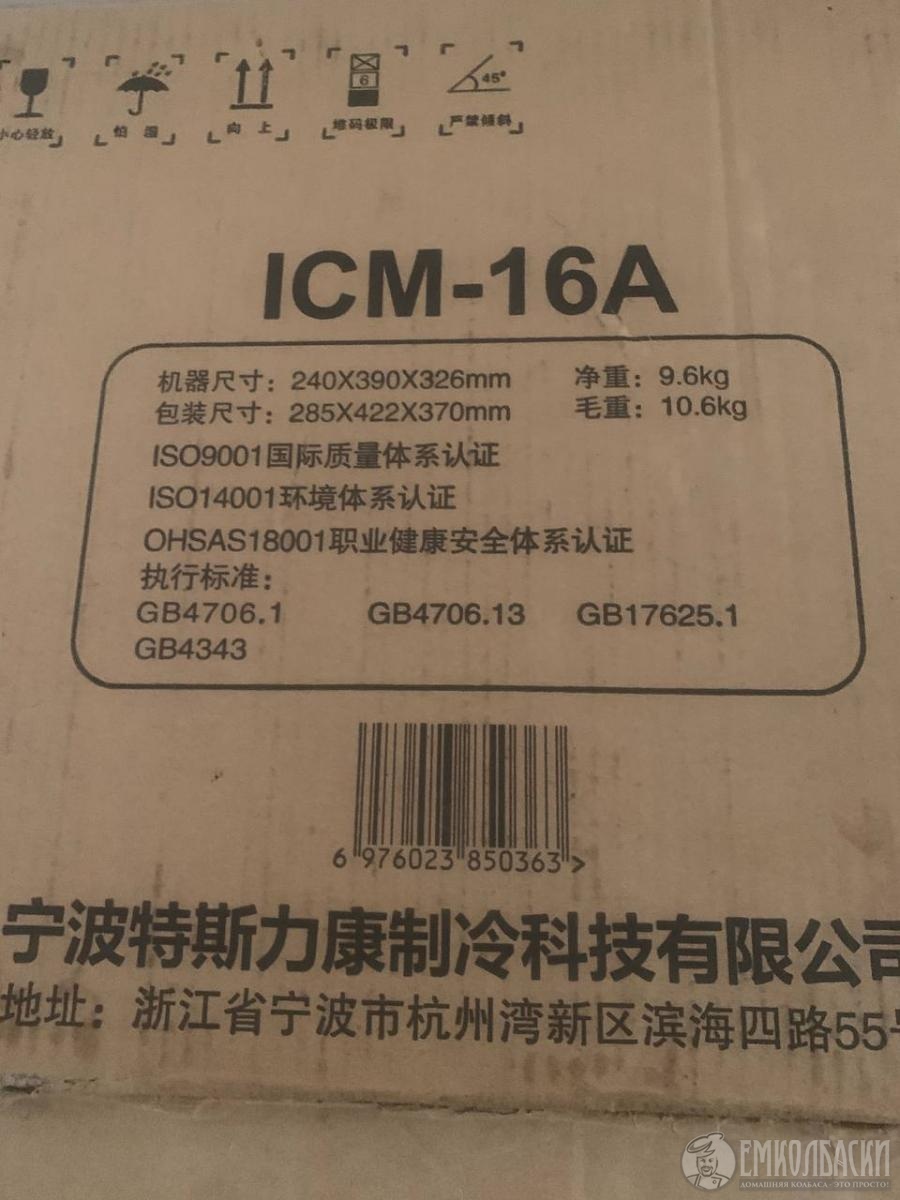 小心轻放 怕湿 向上 堆码极限 严禁倾斜
6
45°
ICM-16A
机器尺寸：240X390X326mm 净重：9.6kg
包装尺寸：285X422X370mm 毛重：10.6kg
ISO9001国际质量体系认证
ISO14001环境体系认证
OHSAS18001职业健康安全体系认证
执行标准：
GB4706.1 GB4706.13 GB17625.1
GB4343
6 976023 850363 >
宁波特斯力康制冷科技有限公司
地址：浙江省宁波市杭州湾新区滨海四路55号
ЕМКОЛБАСКИ
ДОМАШНЯЯ КОЛБАСА - ЭТО ПРОСТО!